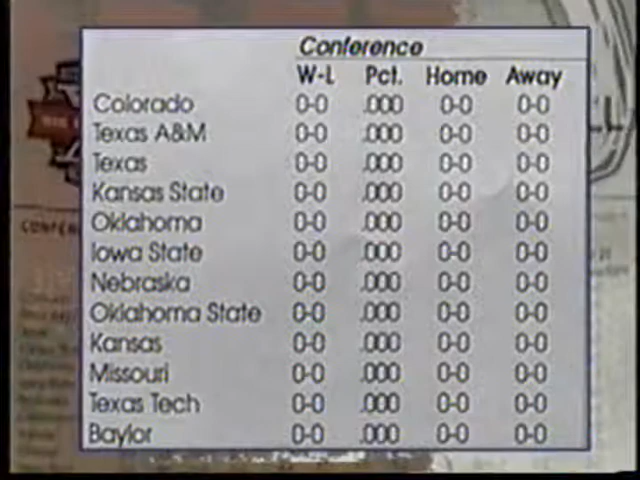 Conference
W-L Pct. Home Away
Colorado 0-0 .000 0-0 0-0
Texas A&M 0-0 .000 0-0 0-0
Texas 0-0 .000 0-0 0-0
Kansas State 0-0 .000 0-0 0-0
Oklahoma 0-0 .000 0-0 0-0
Iowa State 0-0 .000 0-0 0-0
Nebraska 0-0 .000 0-0 0-0
Oklahoma State 0-0 .000 0-0 0-0
Kansas 0-0 .000 0-0 0-0
Missouri 0-0 .000 0-0 0-0
Texas Tech 0-0 .000 0-0 0-0
Baylor 0-0 .000 0-0 0-0